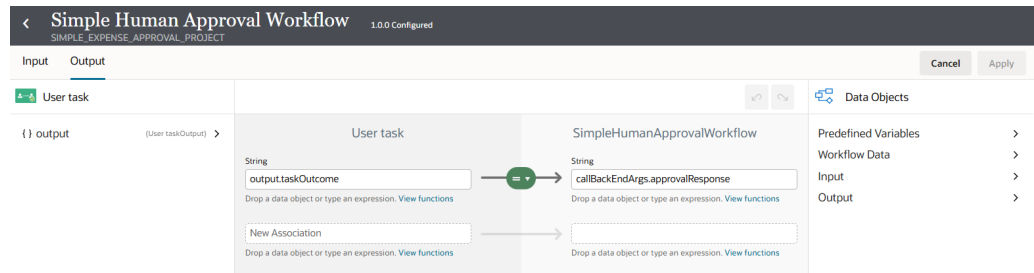 Simple Human Approval Workflow 1.0.0 Configured
SIMPLE_EXPENSE_APPROVAL_PROJECT
Input Output
Cancel Apply
User task
Data Objects
{ } output (User taskOutput)
User task SimpleHumanApprovalWorkflow
String String
output.taskOutcome = callBackEndArgs.approvalResponse
Drop a data object or type an expression. View functions Drop a data object or type an expression. View functions
New Association
Drop a data object or type an expression. View functions Drop a data object or type an expression. View functions
Predefined Variables
Workflow Data
Input
Output